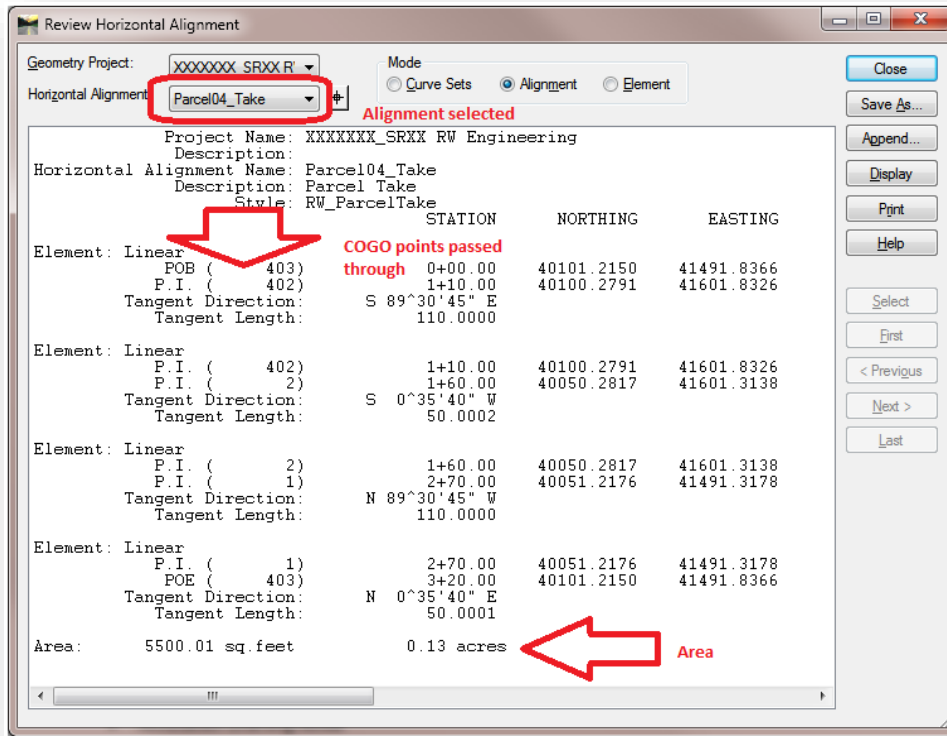 Review Horizontal Alignment
Geometry Project: XXXXXXX_SRXX R'
Mode
Curve Sets Alignment Element
Horizontal Alignment Parcel04_Take
Alignment selected
Close
Save As...
Append...
Display
Print
Help
Select
First
< Previous
Next >
Last
Project Name: XXXXXXX_SRXX RW Engineering
Description:
Horizontal Alignment Name: Parcel04_Take
Description: Parcel Take
Style: RW_ParcelTake
STATION NORTHING EASTING
COGO points passed
through
Element: Linear
POB ( 403) 0+00.00 40101.2150 41491.8366
P.I. ( 402) 1+10.00 40100.2791 41601.8326
Tangent Direction: S 89^30'45" E
Tangent Length: 110.0000
Element: Linear
P.I. ( 402) 1+10.00 40100.2791 41601.8326
P.I. ( 2) 1+60.00 40050.2817 41601.3138
Tangent Direction: S 0^35'40" W
Tangent Length: 50.0002
Element: Linear
P.I. ( 2) 1+60.00 40050.2817 41601.3138
P.I. ( 1) 2+70.00 40051.2176 41491.3178
Tangent Direction: N 89^30'45" W
Tangent Length: 110.0000
Element: Linear
P.I. ( 1) 2+70.00 40051.2176 41491.3178
POE ( 403) 3+20.00 40101.2150 41491.8366
Tangent Direction: N 0^35'40" E
Tangent Length: 50.0001
Area: 5500.01 sq.feet 0.13 acres
Area